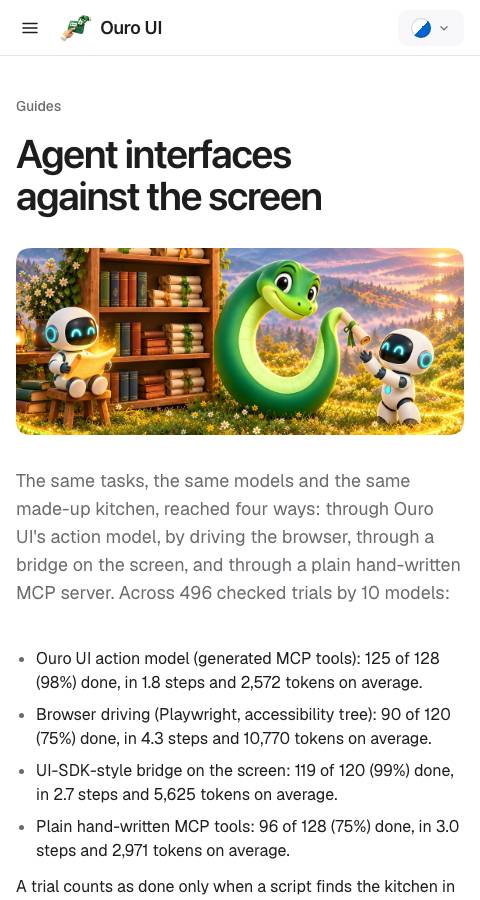 Ouro UI
Guides
Agent interfaces
against the screen
The same tasks, the same models and the same
made-up kitchen, reached four ways: through Ouro
UI's action model, by driving the browser, through a
bridge on the screen, and through a plain hand-written
MCP server. Across 496 checked trials by 10 models:
• Ouro UI action model (generated MCP tools): 125 of 128
(98%) done, in 1.8 steps and 2,572 tokens on average.
• Browser driving (Playwright, accessibility tree): 90 of 120
(75%) done, in 4.3 steps and 10,770 tokens on average.
• UI-SDK-style bridge on the screen: 119 of 120 (99%) done,
in 2.7 steps and 5,625 tokens on average.
• Plain hand-written MCP tools: 96 of 128 (75%) done, in 3.0
steps and 2,971 tokens on average.
A trial counts as done only when a script finds the kitchen in